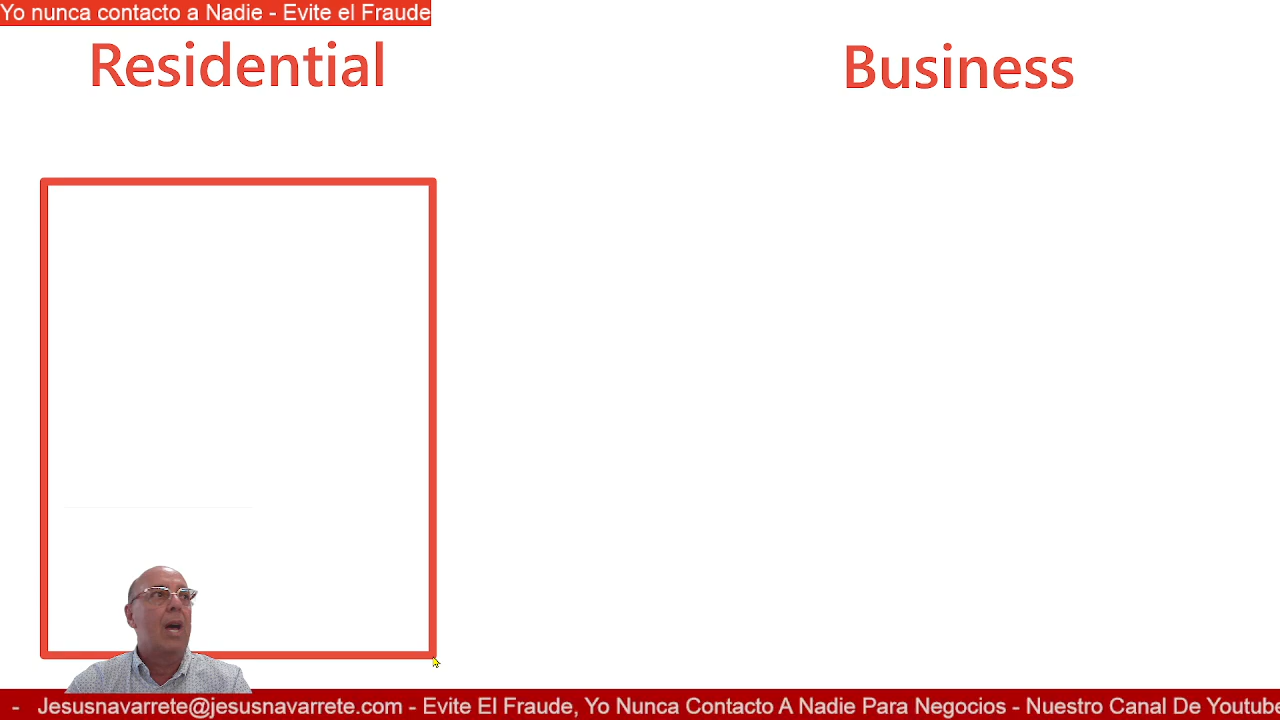 Yo nunca contacto a Nadie - Evite el Fraude
Residential
Business
- Jesusnavarrete@jesusnavarrete.com - Evite El Fraude, Yo Nunca Contacto A Nadie Para Negocios - Nuestro Canal De Youtube